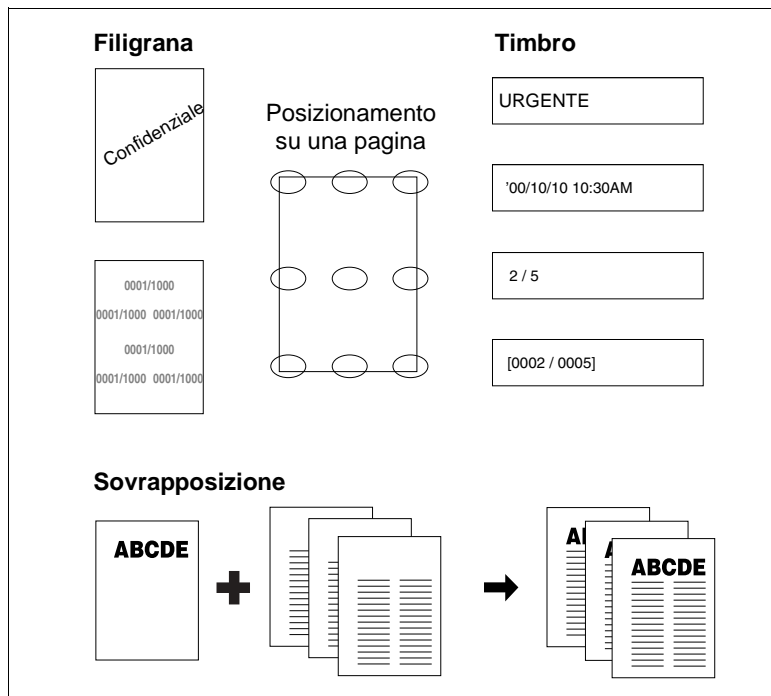 Filigrana
Confidenziale
0001/1000
0001/1000 0001/1000
0001/1000
0001/1000 0001/1000
Posizionamento
su una pagina
Timbro
URGENTE
'00/10/10 10:30AM
2 / 5
[0002 / 0005]
Sovrapposizione
ABCDE
AI
A
ABCDE